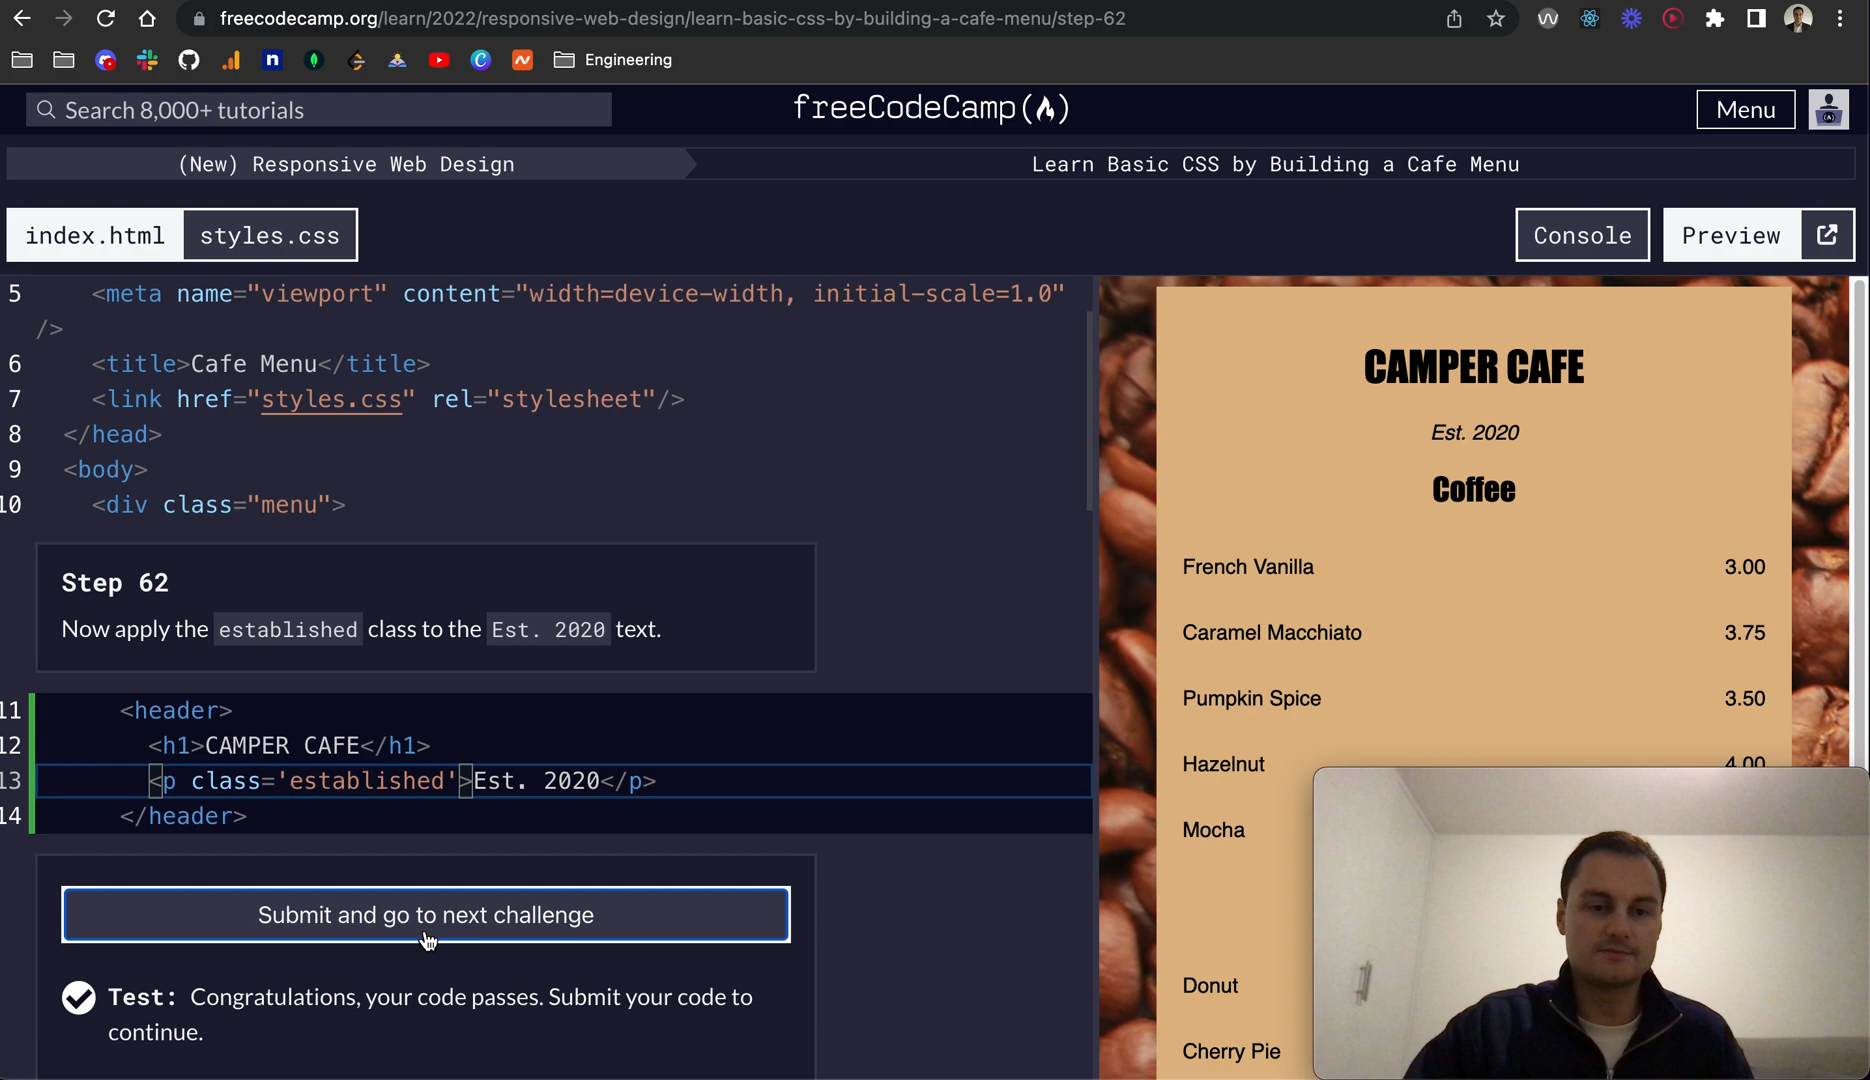 freecodecamp.org/learn/2022/responsive-web-design/learn-basic-css-by-building-a-cafe-menu/step-62
Engineering
Search 8,000+ tutorials
freeCodeCamp
Menu
(New) Responsive Web Design
Learn Basic CSS by Building a Cafe Menu
index.html
styles.css
Console
Preview
5 <meta name="viewport" content="width=device-width, initial-scale=1.0"
/>
6 <title>Cafe Menu</title>
7 <link href="styles.css" rel="stylesheet"/>
8 </head>
9 <body>
10 <div class="menu">
Step 62
Now apply the established class to the Est. 2020 text.
11 <header>
12 <h1>CAMPER CAFE</h1>
13 <p class='established'>Est. 2020</p>
14 </header>
Submit and go to next challenge
Test: Congratulations, your code passes. Submit your code to
continue.
CAMPER CAFE
Est. 2020
Coffee
French Vanilla 3.00
Caramel Macchiato 3.75
Pumpkin Spice 3.50
Hazelnut 4.00
Mocha
Donut
Cherry Pie